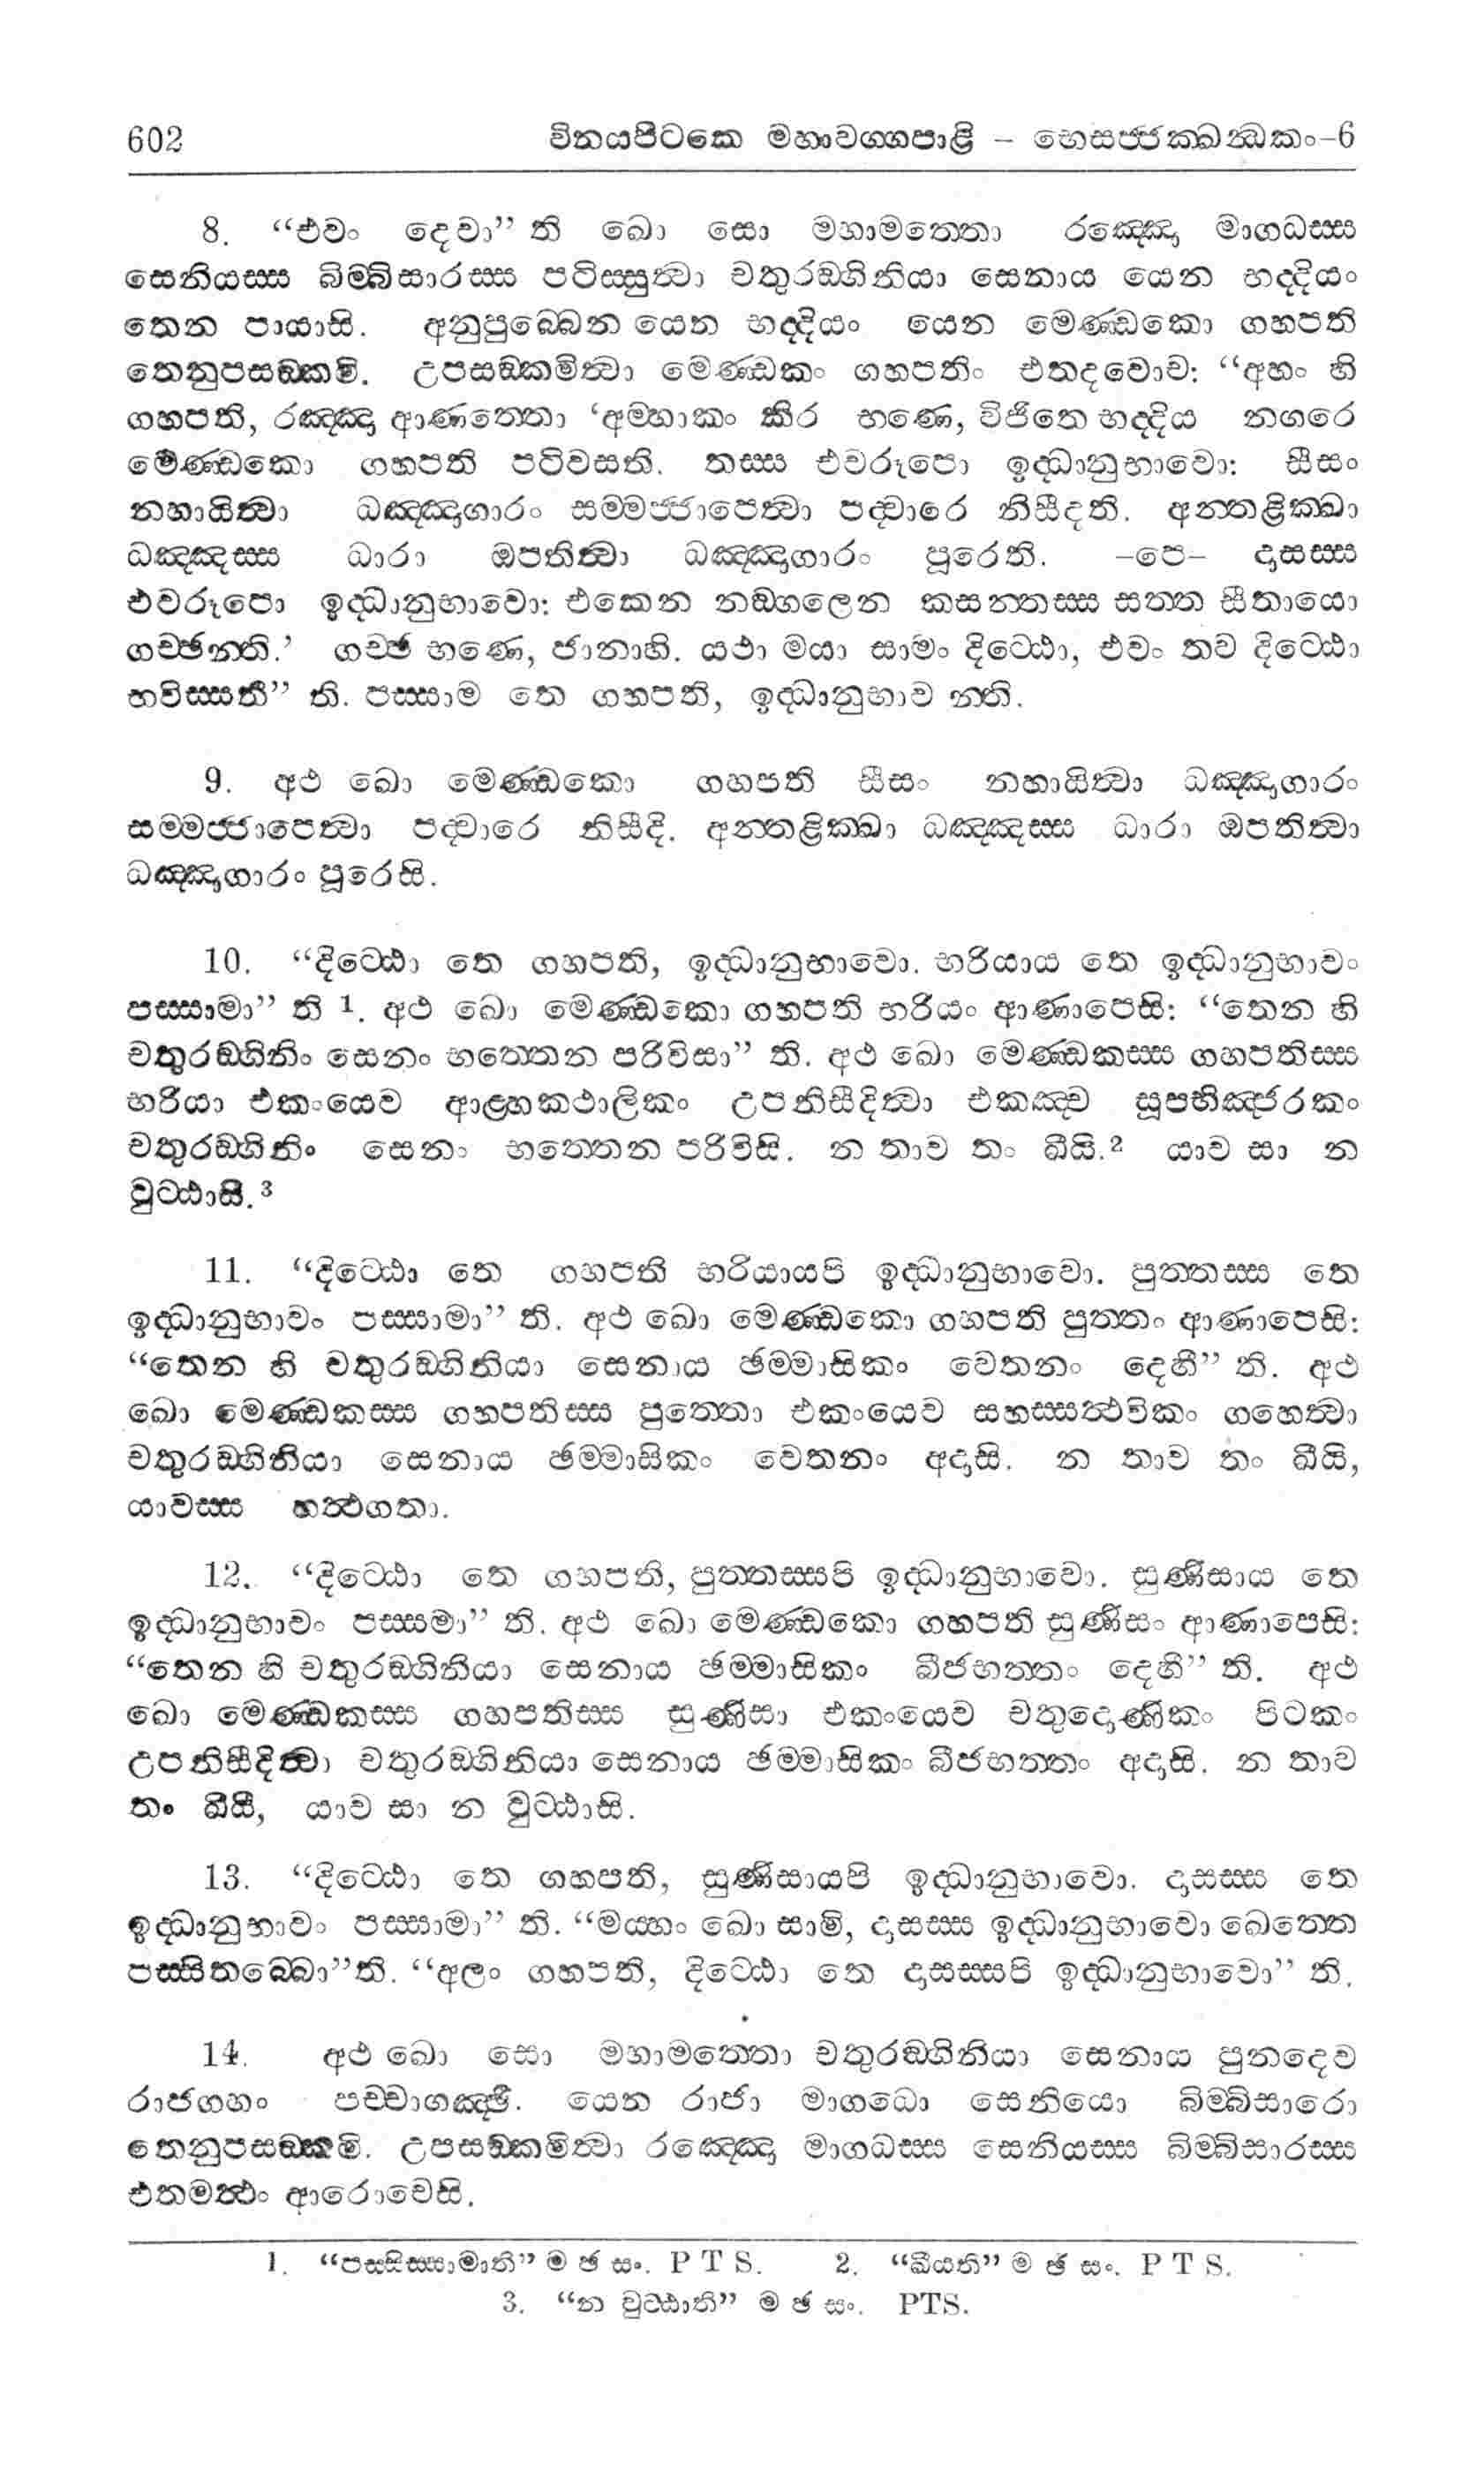 602 විනයපිටකෙ මහාවග්ගපාළි – භෙසජ්ජක්ඛන්ධකං-6
8. “එවං දෙවා” ති ඛො සො මහාමත්තො රඤ්ඤො මාගධස්ස
සෙනියස්ස බිම්බිසාරස්ස පටිස්සුත්වා චතුරඞ්ගිනියා සෙනාය යෙන භද්දියං
තෙන පායාසි. අනුපුබ්බෙන යෙන භද්දියං යෙන මෙණ්ඩකො ගහපති
තෙනුපසඞ්කමි. උපසඞ්කමිත්වා මෙණ්ඩකං ගහපතිං එතදවොච: “අහං හි
ගහපති, රඤ්ඤා ආණත්තො ‘අම්හාකං කිර භණෙ, විජිතෙ භද්දිය නගරෙ
මෙණ්ඩකො ගහපති පටිවසති. තස්ස එවරූපො ඉද්ධානුභාවො: සීසං
නහායිත්වා ධඤ්ඤාගාරං සම්මජ්ජාපෙත්වා පද්වාරෙ නිසීදති. අන්තළික්ඛා
ධඤ්ඤස්ස ධාරා ඔපතිත්වා ධඤ්ඤාගාරං පූරෙති. –පෙ– දාසස්ස
එවරූපො ඉද්ධානුභාවො: එකෙන නඞ්ගලෙන කසන්තස්ස සත්ත සීතායො
ගච්ඡන්ති.’ ගච්ඡ භණෙ, ජානාහි. යථා මයා සාමං දිට්ඨො, එවං තව දිට්ඨො
භවිස්සතී” ති. පස්සාම තෙ ගහපති, ඉද්ධානුභාව න්ති.
9. අථ ඛො මෙණ්ඩකො ගහපති සීසං නහායිත්වා ධඤ්ඤාගාරං
සම්මජ්ජාපෙත්වා පද්වාරෙ නිසීදි. අන්තළික්ඛා ධඤ්ඤස්ස ධාරා ඔපතිත්වා
ධඤ්ඤාගාරං පූරෙසි.
10. “දිට්ඨො තෙ ගහපති, ඉද්ධානුභාවො. භරියාය තෙ ඉද්ධානුභාවං
පස්සාමා” ති 1. අථ ඛො මෙණ්ඩකො ගහපති භරියං ආණාපෙසි: “තෙන හි
චතුරඞ්ගිනිං සෙනං භත්තෙන පරිවිසා” ති. අථ ඛො මෙණ්ඩකස්ස ගහපතිස්ස
භරියා එකංයෙව ආළ්හකථාලිකං උපනිසීදිත්වා එකඤ්ච සූපභිඤ්ජරකං
චතුරඞ්ගිනිං සෙනං භත්තෙන පරිවිසි. න තාව තං ඛීයි.2 යාව සා න
වුට්ඨාසි.3
11. “දිට්ඨො තෙ ගහපති භරියායපි ඉද්ධානුභාවො. පුත්තස්ස තෙ
ඉද්ධානුභාවං පස්සාමා” ති. අථ ඛො මෙණ්ඩකො ගහපති පුත්තං ආණාපෙසි:
“තෙන හි චතුරඞ්ගිනියා සෙනාය ඡම්මාසිකං වෙතනං දෙහී” ති. අථ
ඛො මෙණ්ඩකස්ස ගහපතිස්ස පුත්තො එකංයෙව සහස්සත්ථවිකං ගහෙත්වා
චතුරඞ්ගිනියා සෙනාය ඡම්මාසිකං වෙතනං අදාසි. න තාව තං ඛීයි,
යාවස්ස හත්ථගතා.
12. “දිට්ඨො තෙ ගහපති, පුත්තස්සපි ඉද්ධානුභාවො. සුණිසාය තෙ
ඉද්ධානුභාවං පස්සමා” ති. අථ ඛො මෙණ්ඩකො ගහපති සුණිසං ආණාපෙසි:
“තෙන හි චතුරඞ්ගිනියා සෙනාය ඡම්මාසිකං බීජභත්තං දෙහී” ති. අථ
ඛො මෙණ්ඩකස්ස ගහපතිස්ස සුණිසා එකංයෙව චතුදොණිකං පිටකං
උපනිසීදිත්වා චතුරඞ්ගිනියා සෙනාය ඡම්මාසිකං බීජභත්තං අදාසි. න තාව
තං ඛීයි, යාව සා න වුට්ඨාසි.
13. “දිට්ඨො තෙ ගහපති, සුණිසායපි ඉද්ධානුභාවො. දාසස්ස තෙ
ඉද්ධානුභාවං පස්සාමා” ති. “මය්හං ඛො සාමි, දාසස්ස ඉද්ධානුභාවො ඛෙත්තෙ
පස්සිතබ්බො”ති. “අලං ගහපති, දිට්ඨො තෙ දාසස්සපි ඉද්ධානුභාවො” ති.
14. අථ ඛො සො මහාමත්තො චතුරඞ්ගිනියා සෙනාය පුනදෙව
රාජගහං පච්චාගඤ්ඡි. යෙන රාජා මාගධො සෙනියො බිම්බිසාරො
තෙනුපසඞ්කමි. උපසඞ්කමිත්වා රඤ්ඤො මාගධස්ස සෙනියස්ස බිම්බිසාරස්ස
එතමත්ථං ආරොචෙසි.
1. “පස්සිස්සාමාති” ම ඡ සං. P T S. 2. “ඛීයති” ම ඡ සං. P T S.
3. “න වුට්ඨාති” ම ඡ සං. PTS.